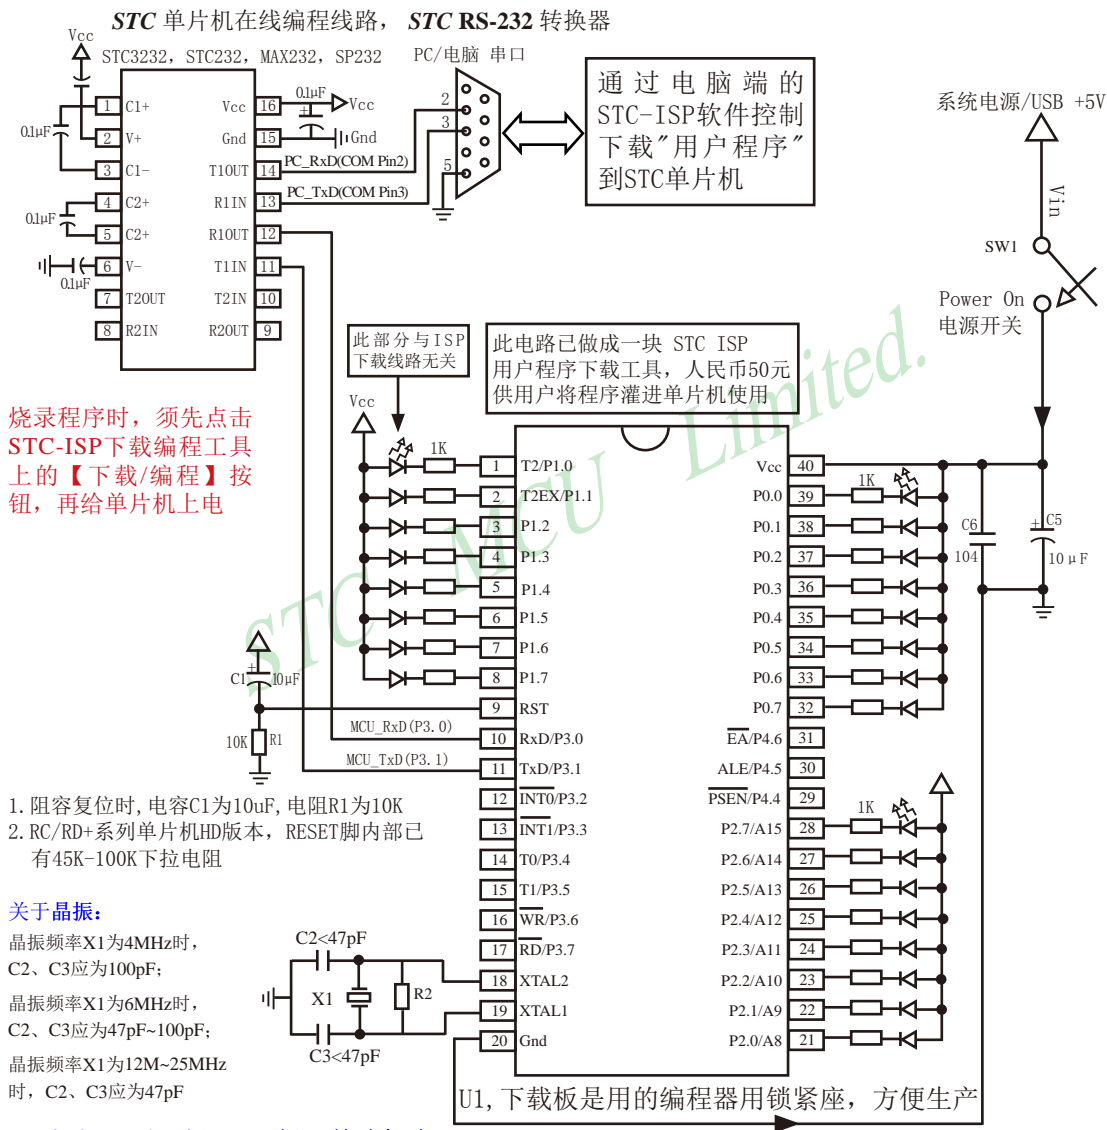 STC 单片机在线编程线路， STC RS-232 转换器
Vcc
STC3232，STC232，MAX232，SP232
PC/电脑 串口
1 C1+
2 V+
3 C1-
4 C2+
5 C2+
6 V-
7 T2OUT
8 R2IN
Vcc 16
Gnd 15
T1OUT 14
R1IN 13
R1OUT 12
T1IN 11
T2IN 10
R2OUT 9
0.1μF
0.1μF
0.1μF
0.1μF
+
Vcc
Gnd
PC_RxD(COM Pin2)
PC_TxD(COM Pin3)
2
3
5
通过电脑端的
STC-ISP软件控制
下载"用户程序"
到STC单片机
系统电源/USB +5V
Vin
SW1
Power On
电源开关
此部分与ISP
下载线路无关
此电路已做成一块 STC ISP
用户程序下载工具，人民币50元
供用户将程序灌进单片机使用
烧录程序时，须先点击
STC-ISP下载编程工具
上的【下载/编程】按
钮，再给单片机上电
Vcc
1K
1 T2/P1.0
2 T2EX/P1.1
3 P1.2
4 P1.3
5 P1.4
6 P1.5
7 P1.6
8 P1.7
9 RST
10 RxD/P3.0
11 TxD/P3.1
12 INT0/P3.2
13 INT1/P3.3
14 T0/P3.4
15 T1/P3.5
16 WR/P3.6
17 RD/P3.7
18 XTAL2
19 XTAL1
20 Gnd
Vcc 40
P0.0 39
P0.1 38
P0.2 37
P0.3 36
P0.4 35
P0.5 34
P0.6 33
P0.7 32
EA/P4.6 31
ALE/P4.5 30
PSEN/P4.4 29
P2.7/A15 28
P2.6/A14 27
P2.5/A13 26
P2.4/A12 25
P2.3/A11 24
P2.2/A10 23
P2.1/A9 22
P2.0/A8 21
1K
1K
C6
104
+ C5
10μF
C1 + 10μF
10K R1
MCU_RxD(P3.0)
MCU_TxD(P3.1)
1.阻容复位时,电容C1为10uF,电阻R1为10K
2.RC/RD+系列单片机HD版本，RESET脚内部已
有45K-100K下拉电阻
关于晶振：
晶振频率X1为4MHz时，
C2、C3应为100pF；
晶振频率X1为6MHz时，
C2、C3应为47pF~100pF；
晶振频率X1为12M~25MHz
时，C2、C3应为47pF
C2<47pF
X1
R2
C3<47pF
U1,下载板是用的编程器用锁紧座，方便生产
STC MCU Limited.